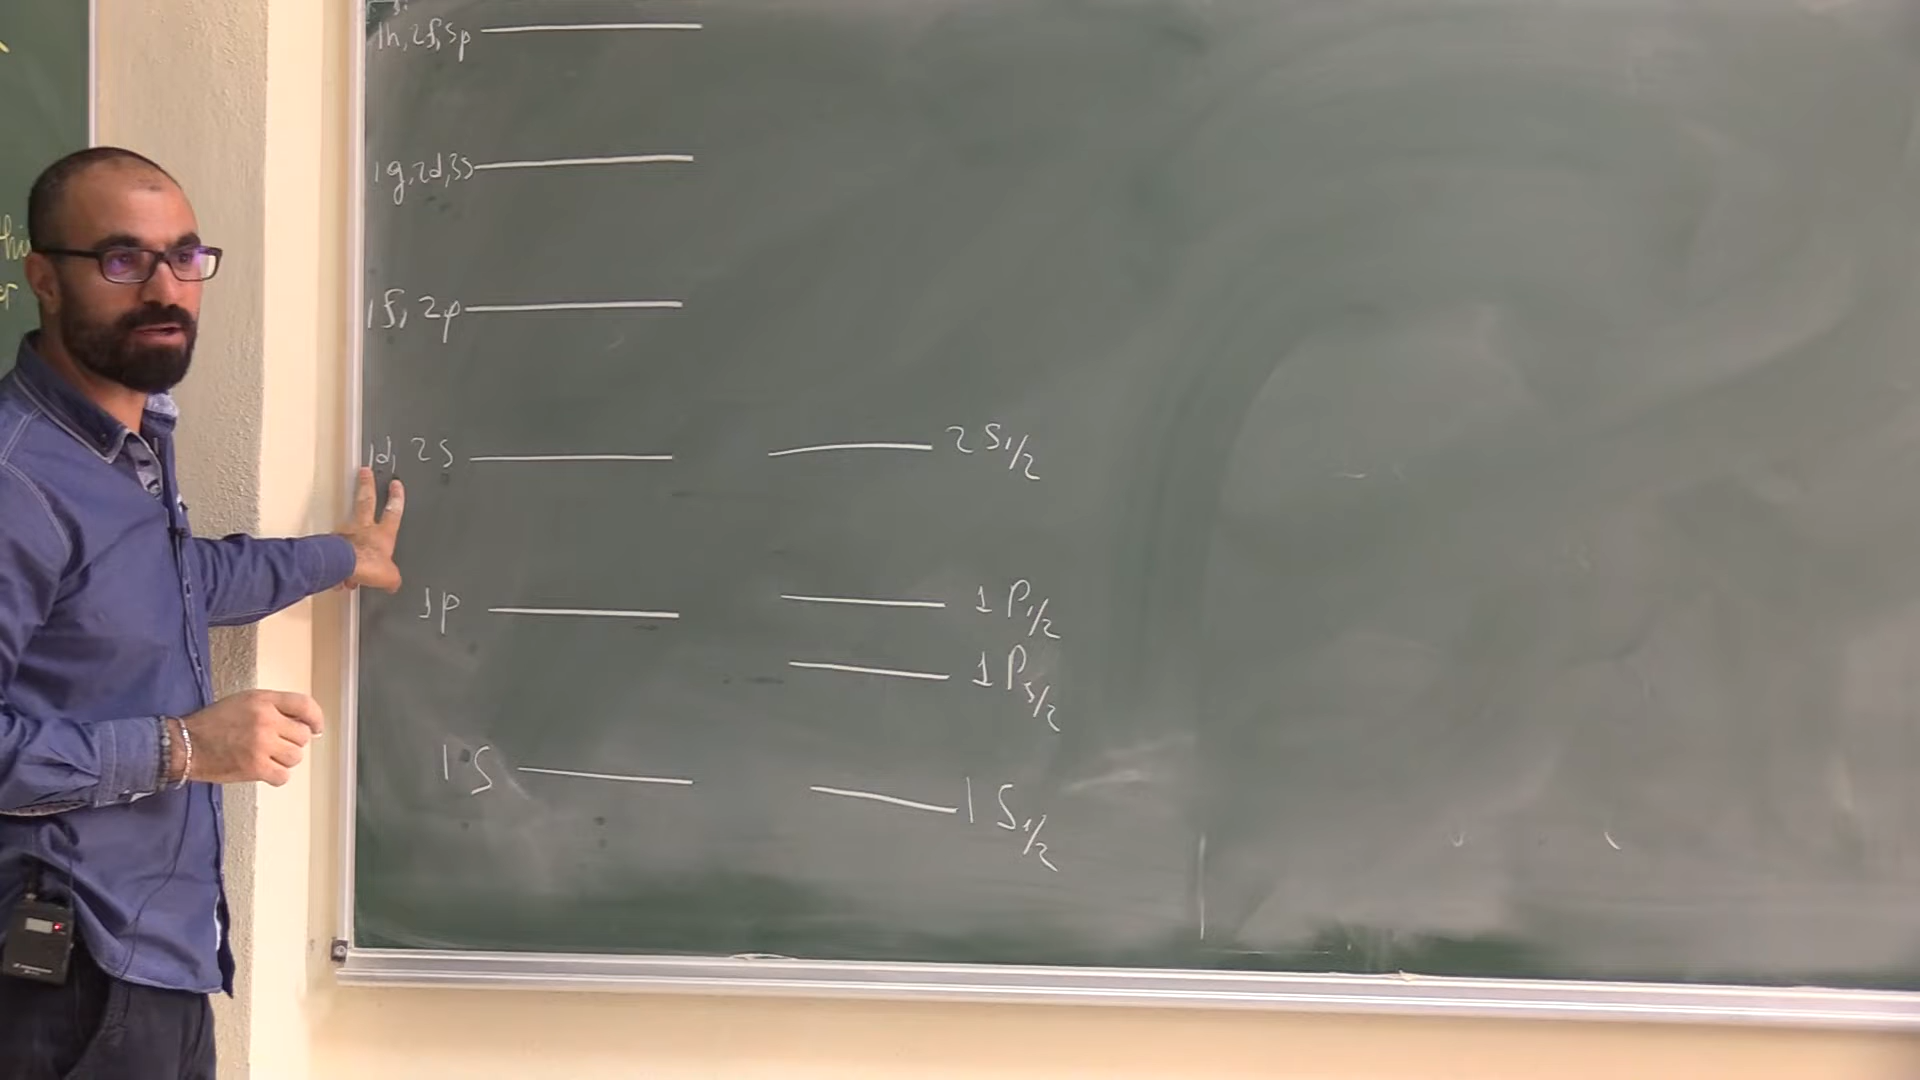 1h, 2f, 3p
1g, 2d, 3s
1f, 2p
1d, 2s
2 S1/2
1p
1 P1/2
1 P3/2
1 S
1 S1/2